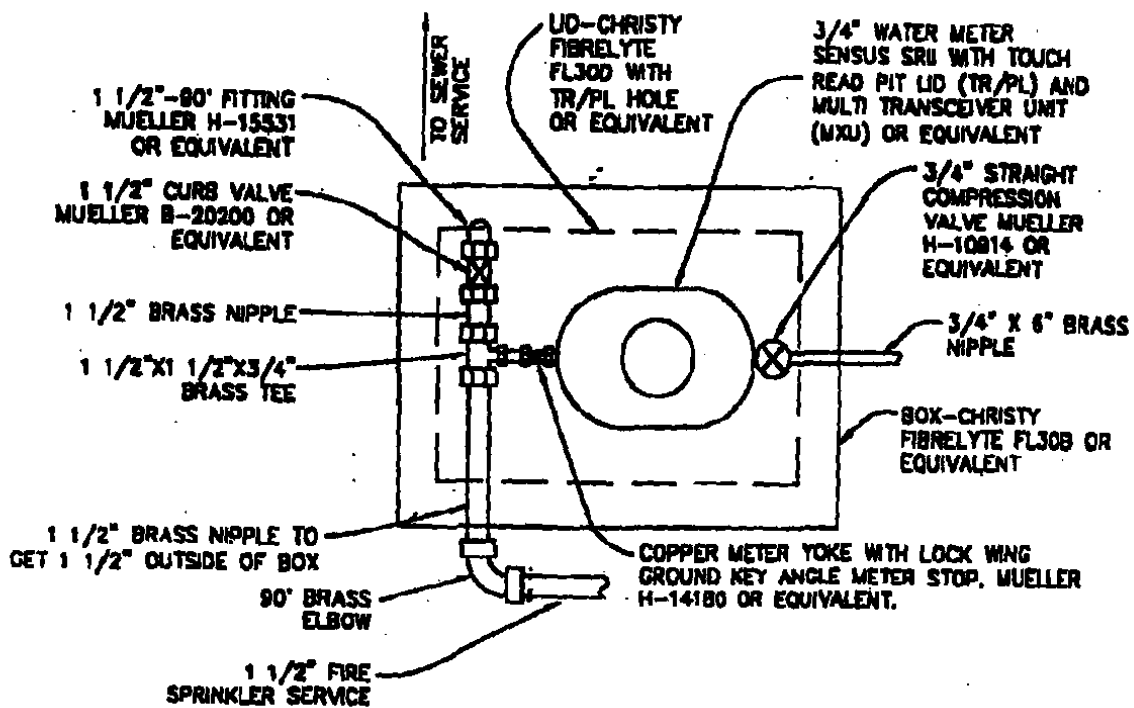 TO SEWER
SERVICE
LID-CHRISTY
FIBRELYTE
FL30D WITH
TR/PL HOLE
OR EQUIVALENT
3/4" WATER METER
SENSUS SRII WITH TOUCH
READ PIT LID (TR/PL) AND
MULTI TRANSCEIVER UNIT
(MXU) OR EQUIVALENT
1 1/2"-90° FITTING
MUELLER H-15531
OR EQUIVALENT
1 1/2" CURB VALVE
MUELLER B-20200 OR
EQUIVALENT
1 1/2" BRASS NIPPLE
1 1/2"X1 1/2"X3/4"
BRASS TEE
3/4" STRAIGHT
COMPRESSION
VALVE MUELLER
H-10914 OR
EQUIVALENT
3/4" X 6" BRASS
NIPPLE
BOX-CHRISTY
FIBRELYTE FL30B OR
EQUIVALENT
1 1/2" BRASS NIPPLE TO
GET 1 1/2" OUTSIDE OF BOX
COPPER METER YOKE WITH LOCK WING
GROUND KEY ANGLE METER STOP. MUELLER
H-14180 OR EQUIVALENT.
90° BRASS
ELBOW
1 1/2" FIRE
SPRINKLER SERVICE